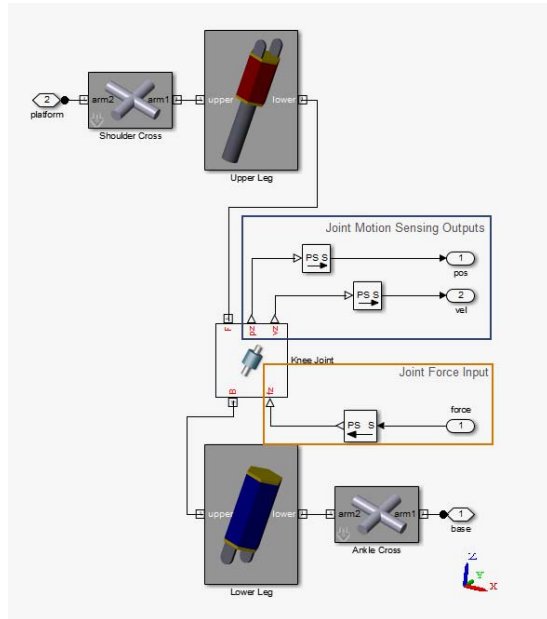 2
platform
arm2
arm1
Shoulder Cross
upper
lower
Upper Leg
Joint Motion Sensing Outputs
PS S
1
pos
PS S
2
vel
F
pz
vz
Knee Joint
B
fz
Joint Force Input
PS S
force
1
upper
lower
Lower Leg
arm2
arm1
Ankle Cross
1
base
Z
Y
X